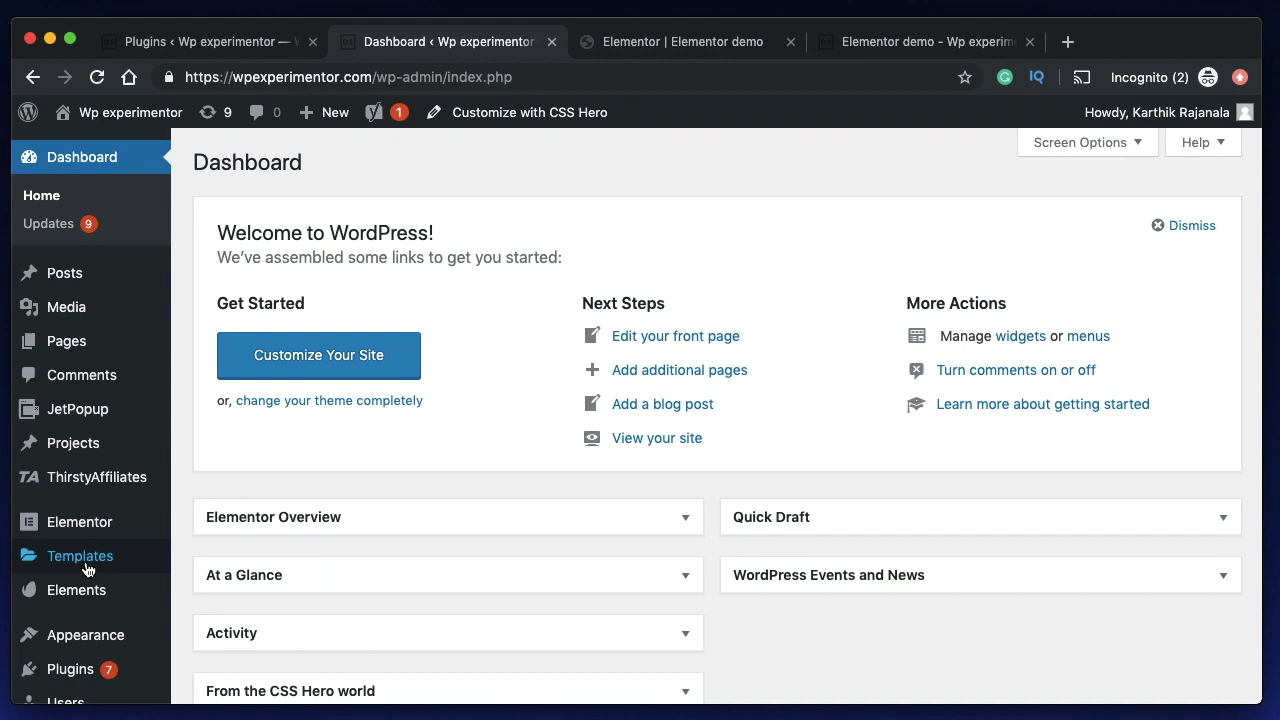 Plugins ‹ Wp experimentor —
Dashboard ‹ Wp experimentor
Elementor | Elementor demo
Elementor demo - Wp experim
https://wpexperimentor.com/wp-admin/index.php
IQ
Incognito (2)
Wp experimentor
9
0
New
1
Customize with CSS Hero
Howdy, Karthik Rajanala
Dashboard
Home
Updates 9
Posts
Media
Pages
Comments
JetPopup
Projects
TA ThirstyAffiliates
Elementor
Templates
Elements
Appearance
Plugins 7
Users
Screen Options
Help
Dashboard
Welcome to WordPress!
We've assembled some links to get you started:
Dismiss
Get Started
Customize Your Site
or, change your theme completely
Next Steps
Edit your front page
Add additional pages
Add a blog post
View your site
More Actions
Manage widgets or menus
Turn comments on or off
Learn more about getting started
Elementor Overview
At a Glance
Activity
From the CSS Hero world
Quick Draft
WordPress Events and News